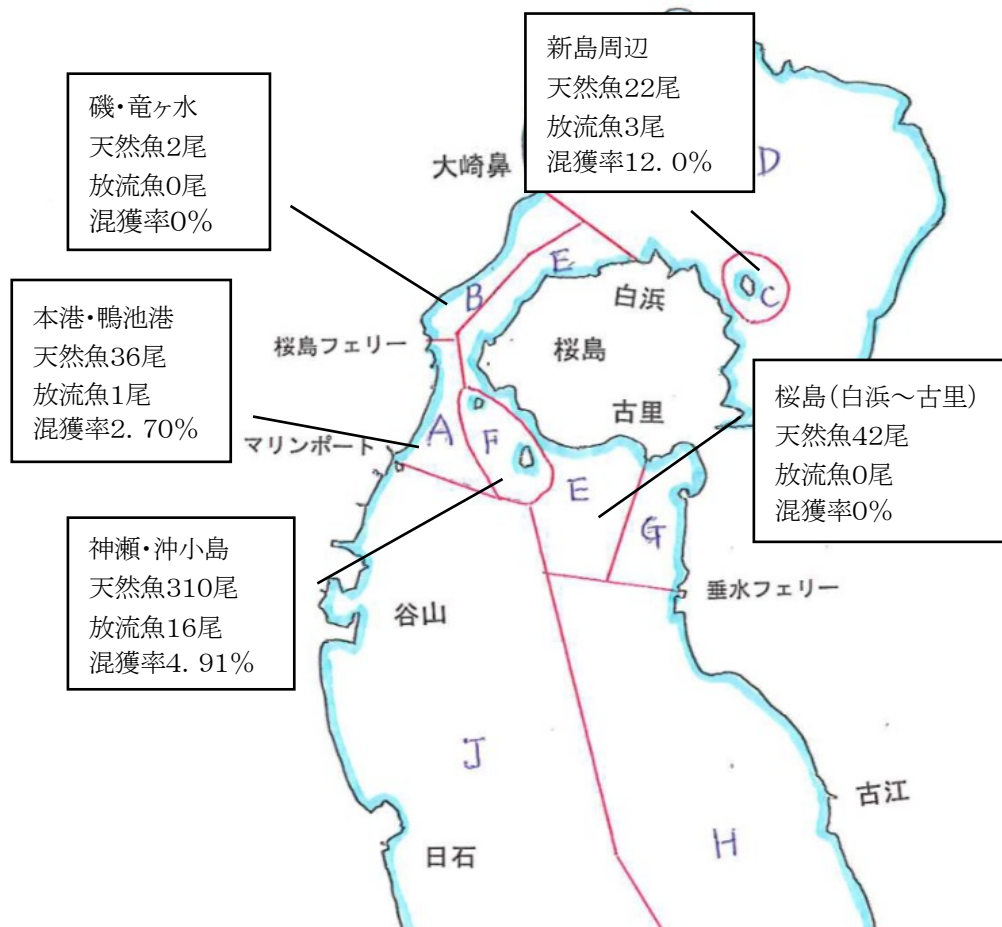 新島周辺
天然魚22尾
放流魚3尾
混獲率12.0%
磯・竜ヶ水
天然魚2尾
放流魚0尾
混獲率0%
大崎鼻
D
E
B
C
白浜
本港・鴨池港
天然魚36尾
放流魚1尾
混獲率2.70%
桜島フェリー
桜島
古里
桜島(白浜~古里)
天然魚42尾
放流魚0尾
混獲率0%
A
F
マリンポート
E
G
神瀬・沖小島
天然魚310尾
放流魚16尾
混獲率4.91%
垂水フェリー
谷山
J
古江
H
日石